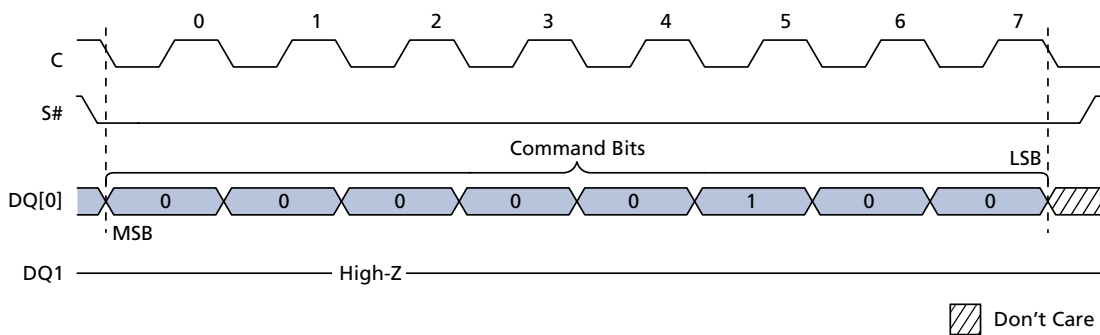 0 1 2 3 4 5 6 7
C
S#
Command Bits
LSB
DQ[0] 0 0 0 0 0 1 0 0
MSB
DQ1 High-Z
Don't Care